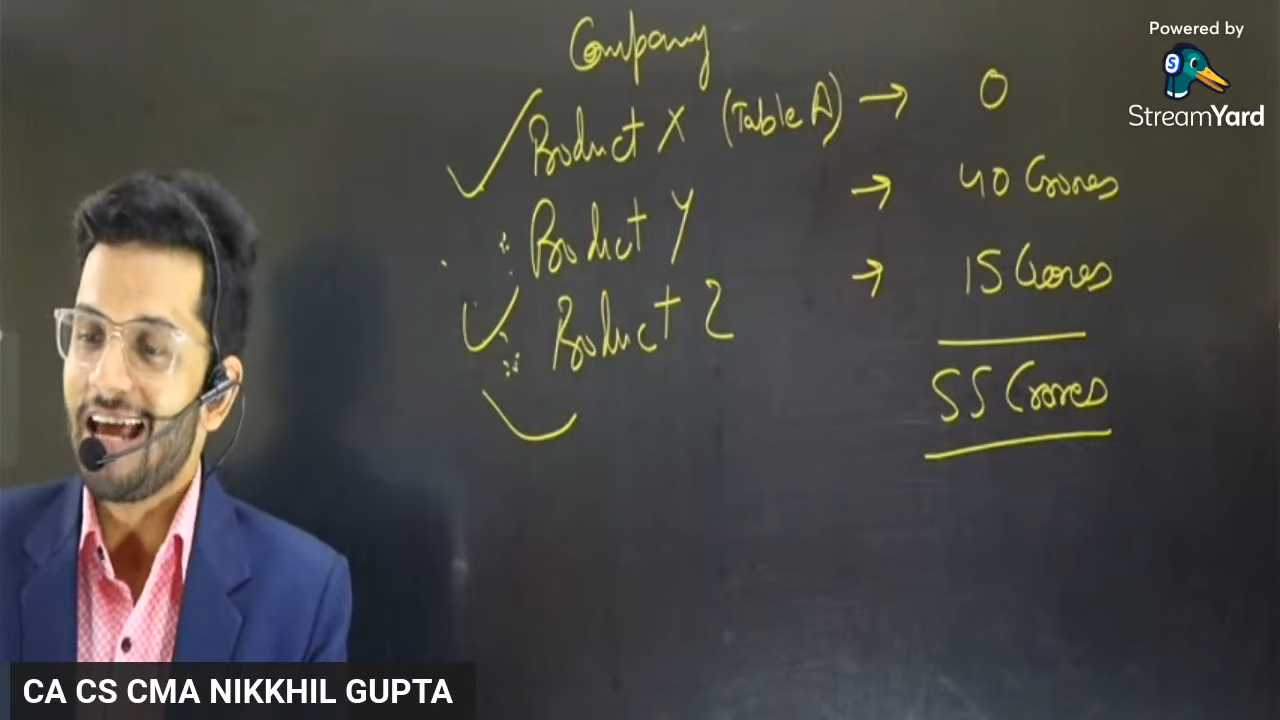 Powered by
StreamYard
Company
Product X (Table A) → 0
Product Y → 40 Crores
Product Z → 15 Crores
55 Crores
CA CS CMA NIKKHIL GUPTA